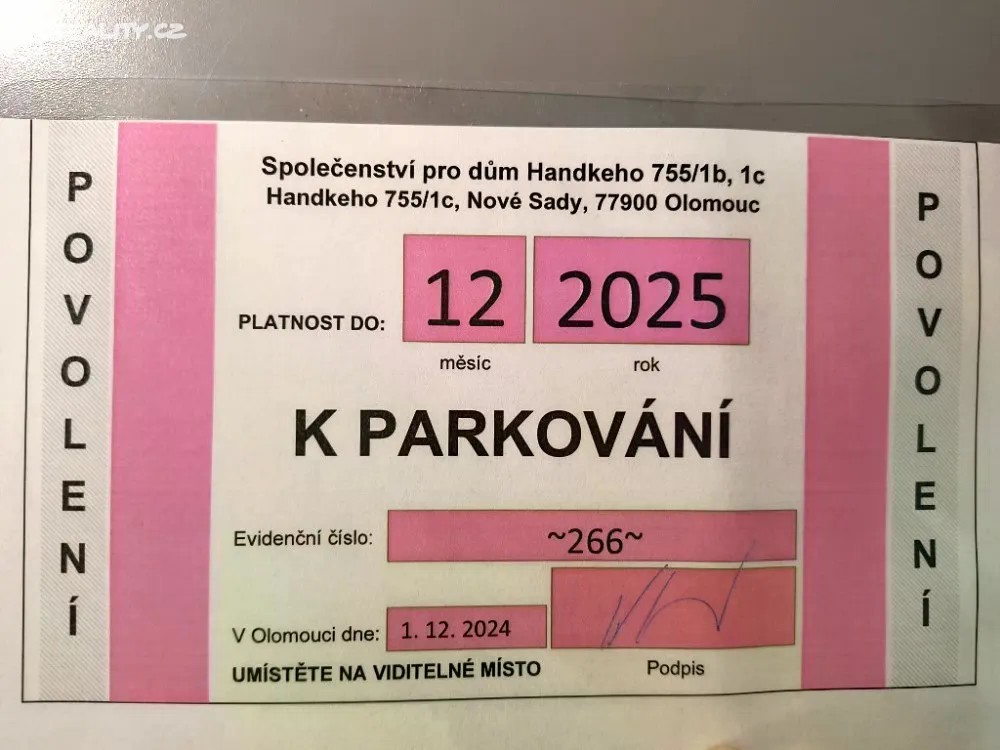 ALITY.CZ
POVOLENÍ
Společenství pro dům Handkeho 755/1b, 1c
Handkeho 755/1c, Nové Sady, 77900 Olomouc
PLATNOST DO: 12 2025
měsíc rok
K PARKOVÁNÍ
Evidenční číslo: ~266~
V Olomouci dne: 1. 12. 2024
UMÍSTĚTE NA VIDITELNÉ MÍSTO Podpis
POVOLENÍ